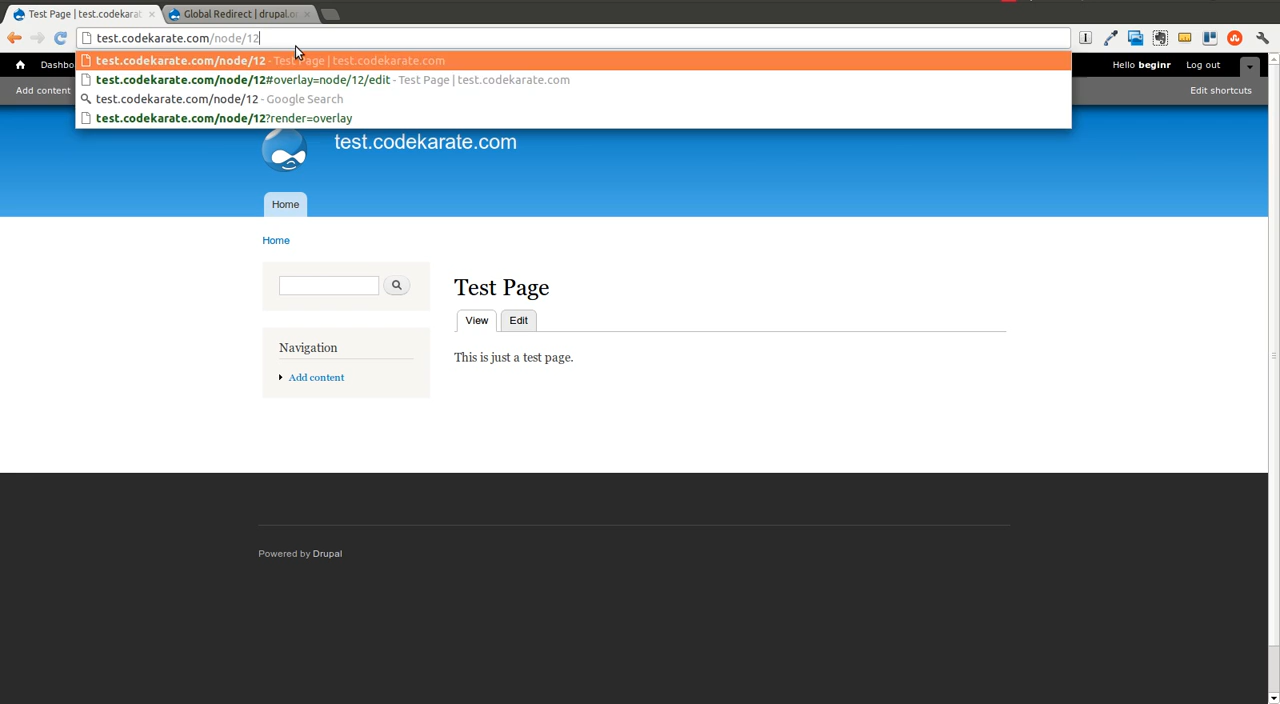 Test Page | test.codekarat
Global Redirect | drupal.o
test.codekarate.com/node/12
test.codekarate.com/node/12 - Test Page | test.codekarate.com
test.codekarate.com/node/12#overlay=node/12/edit - Test Page | test.codekarate.com
test.codekarate.com/node/12 - Google Search
test.codekarate.com/node/12?render=overlay
Dashbo
Hello beginr
Log out
Add content
Edit shortcuts
test.codekarate.com
Home
Home
Test Page
View
Edit
Navigation
This is just a test page.
Add content
Powered by Drupal